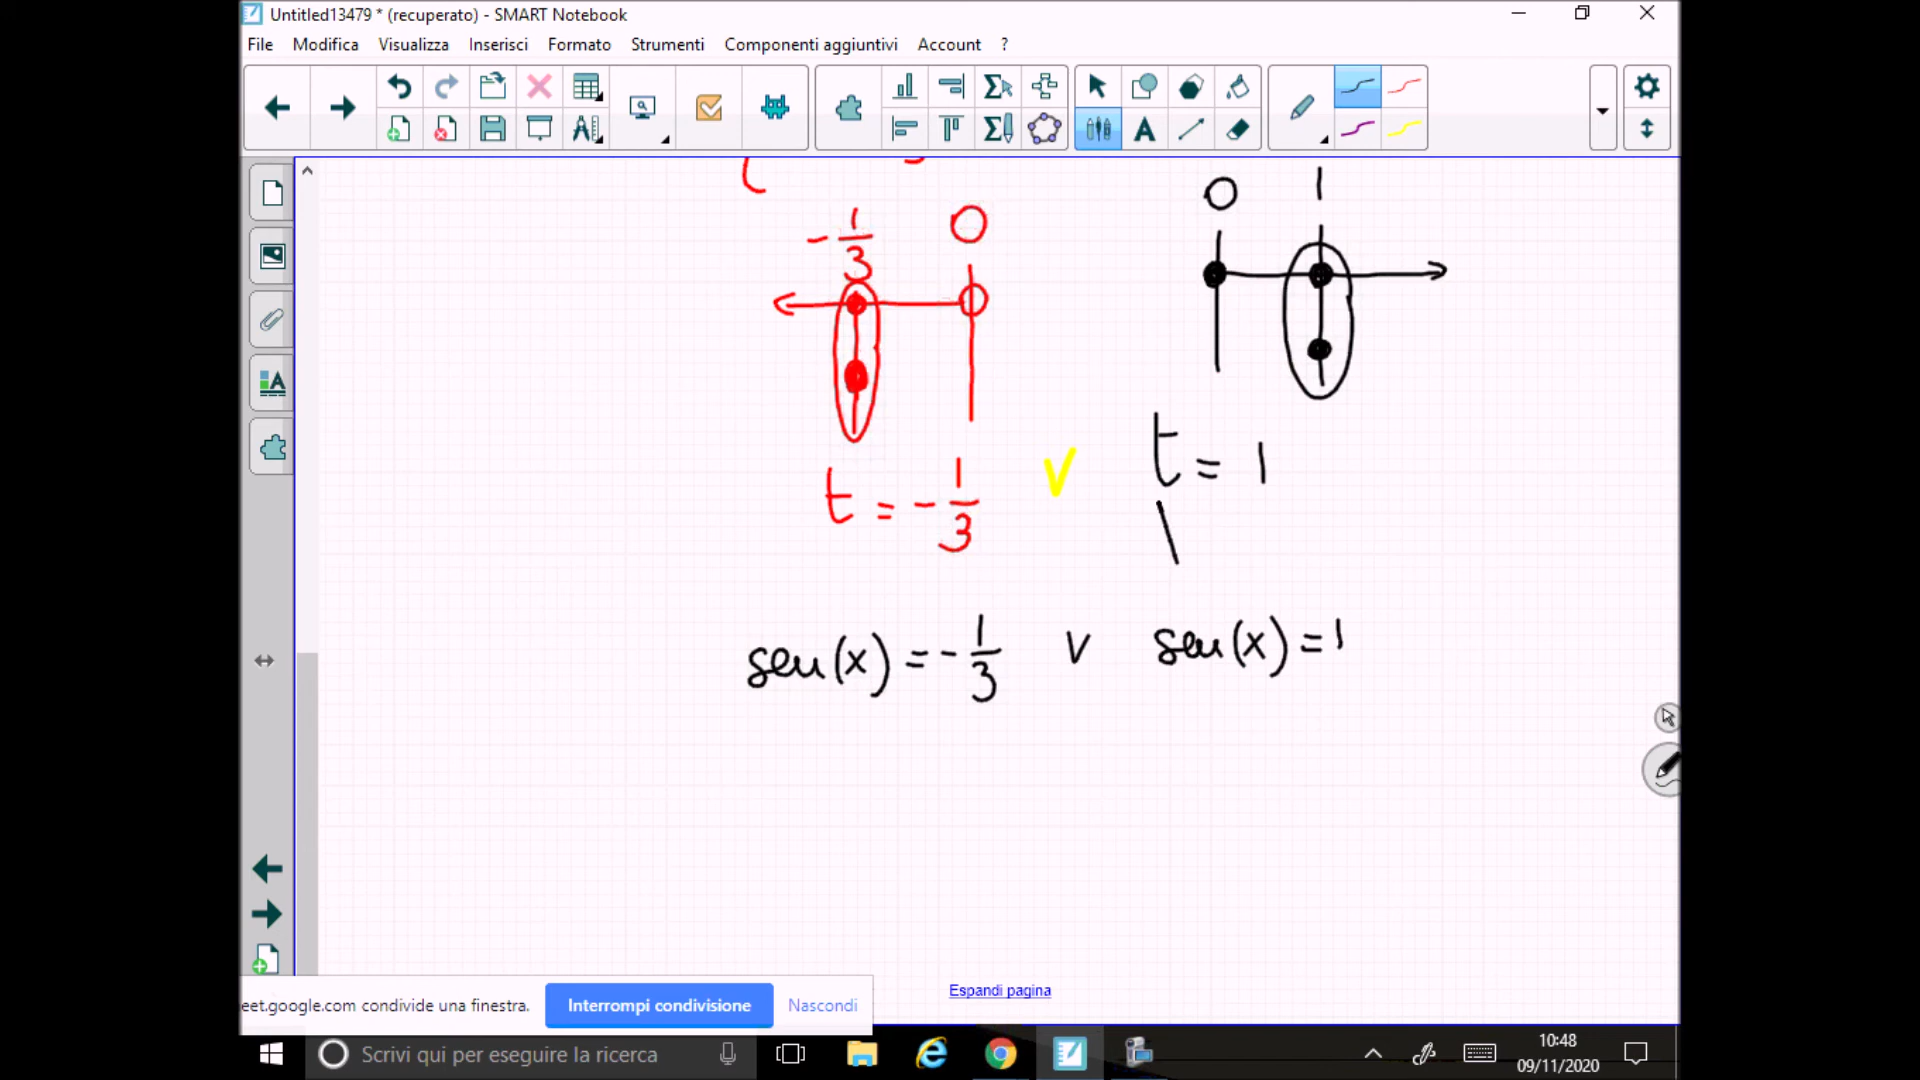 Untitled13479 * (recuperato) - SMART Notebook
File Modifica Visualizza Inserisci Formato Strumenti Componenti aggiuntivi Account ?
0 1
- 1/3 0
t = - 1/3 V t = 1
sen(x) = - 1/3 V sen(x) = 1
Espandi pagina
eet.google.com condivide una finestra. Interrompi condivisione Nascondi
Scrivi qui per eseguire la ricerca
10:48
09/11/2020